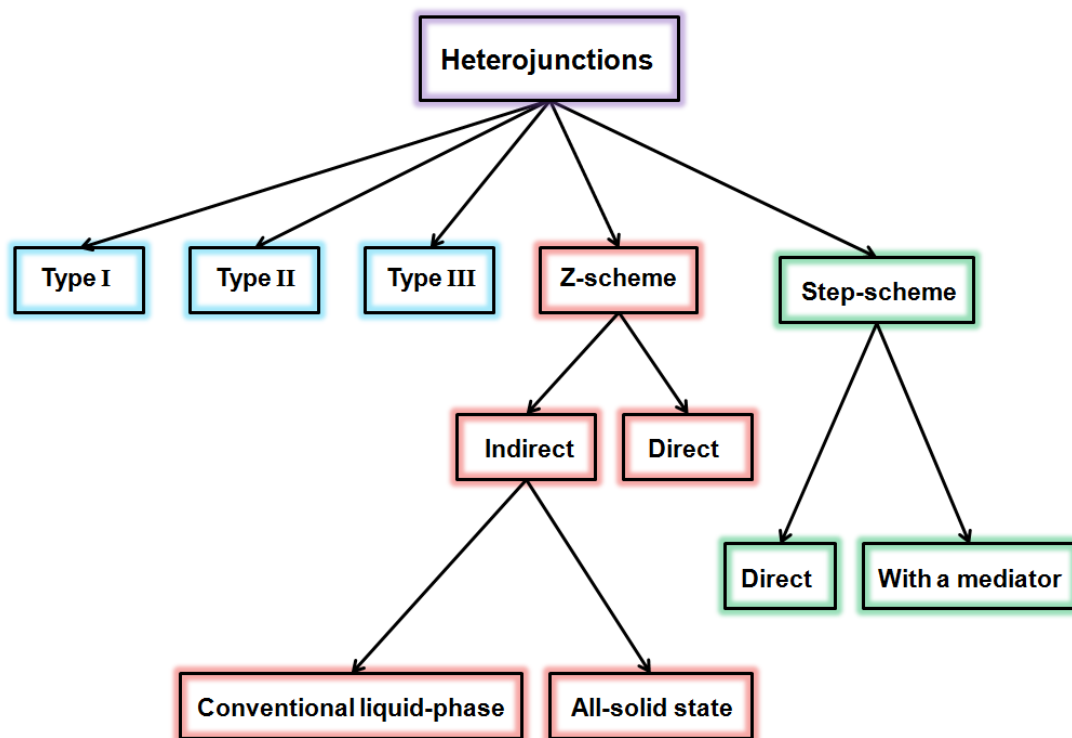 Heterojunctions
Type I
Type II
Type III
Z-scheme
Step-scheme
Indirect
Direct
Direct
With a mediator
Conventional liquid-phase
All-solid state